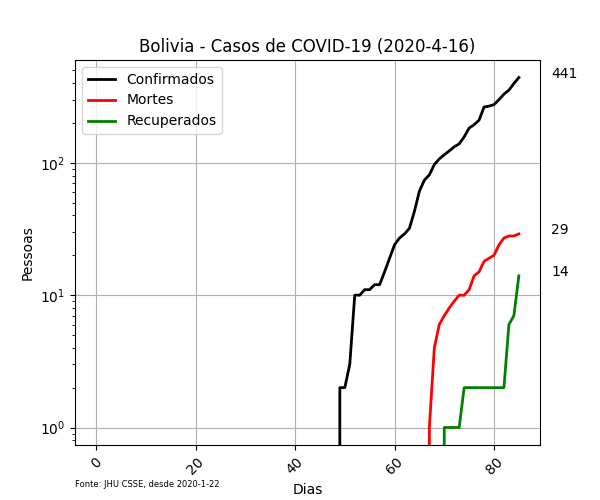 Bolivia - Casos de COVID-19 (2020-4-16)
Confirmados
Mortes
Recuperados
441
29
14
Pessoas
10²
10¹
10⁰
0
20
40
60
80
Dias
Fonte: JHU CSSE, desde 2020-1-22